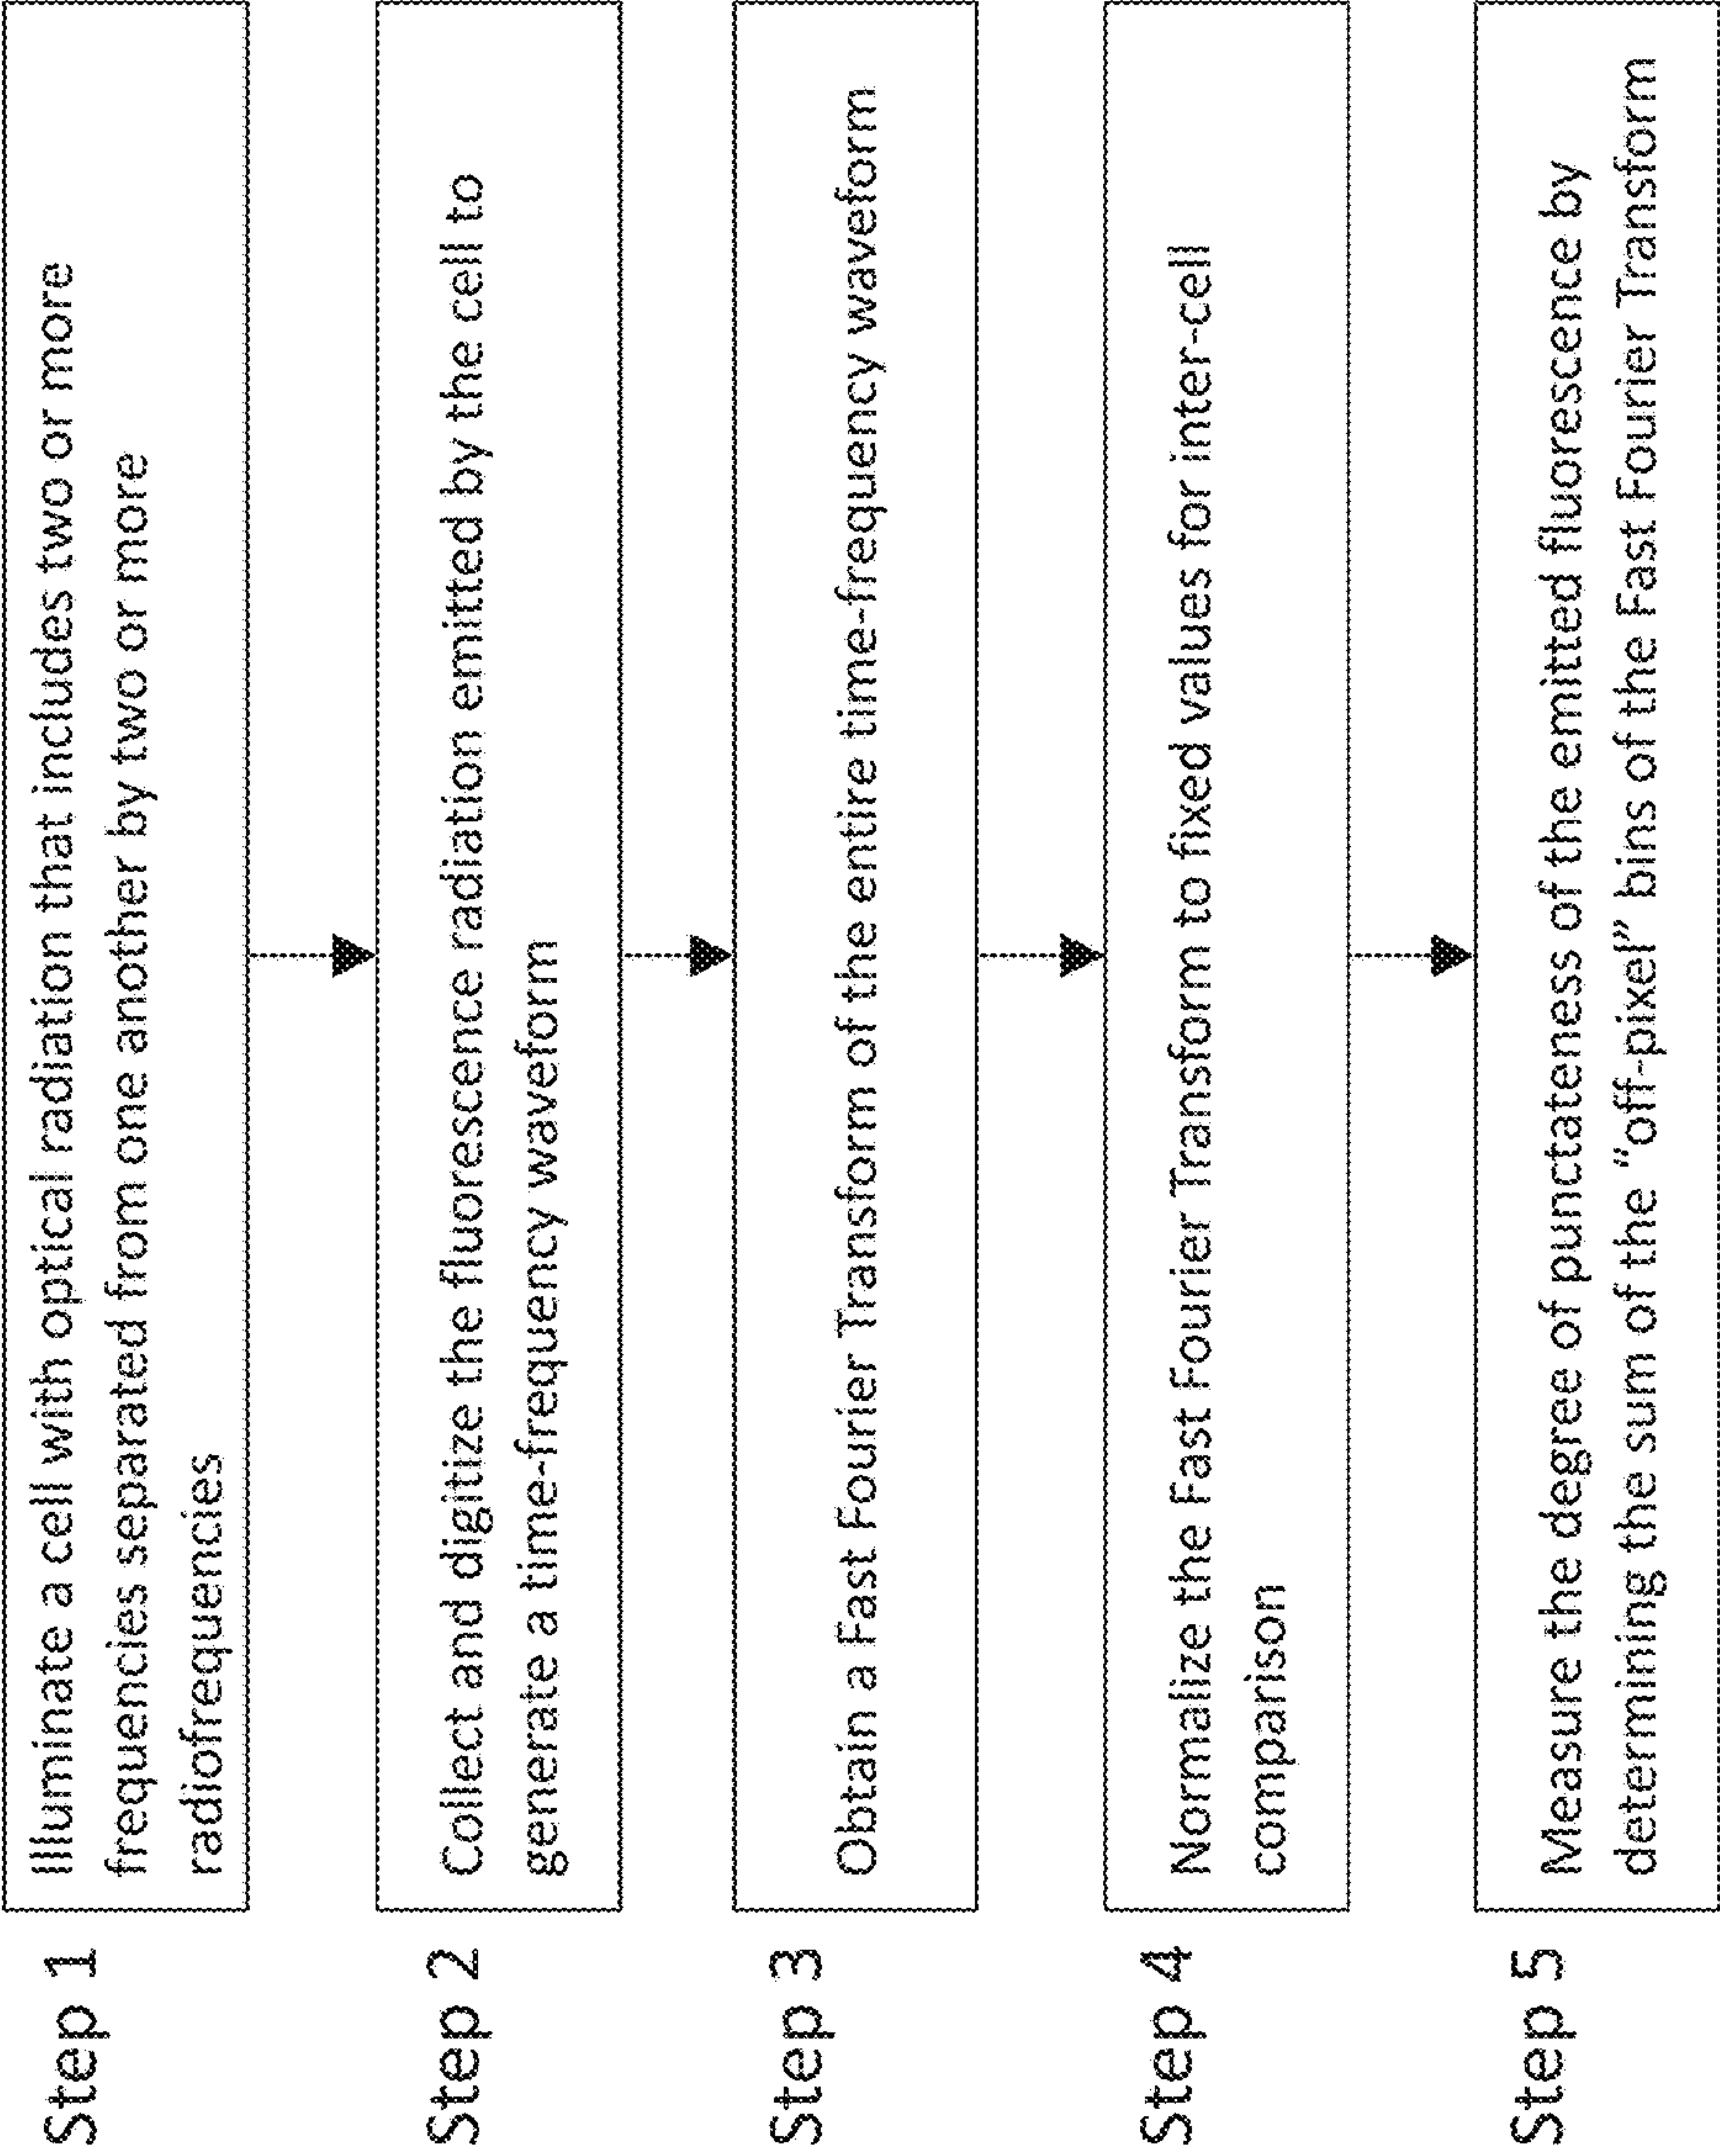 Step 1
Illuminate a cell with optical radiation that includes two or more
frequencies separated from one another by two or more
radiofrequencies
Step 2
Collect and digitize the fluorescence radiation emitted by the cell to
generate a time-frequency waveform
Step 3
Obtain a Fast Fourier Transform of the entire time-frequency waveform
Step 4
Normalize the Fast Fourier Transform to fixed values for inter-cell
comparison
Step 5
Measure the degree of punctateness of the emitted fluorescence by
determining the sum of the “off-pixel” bins of the Fast Fourier Transform